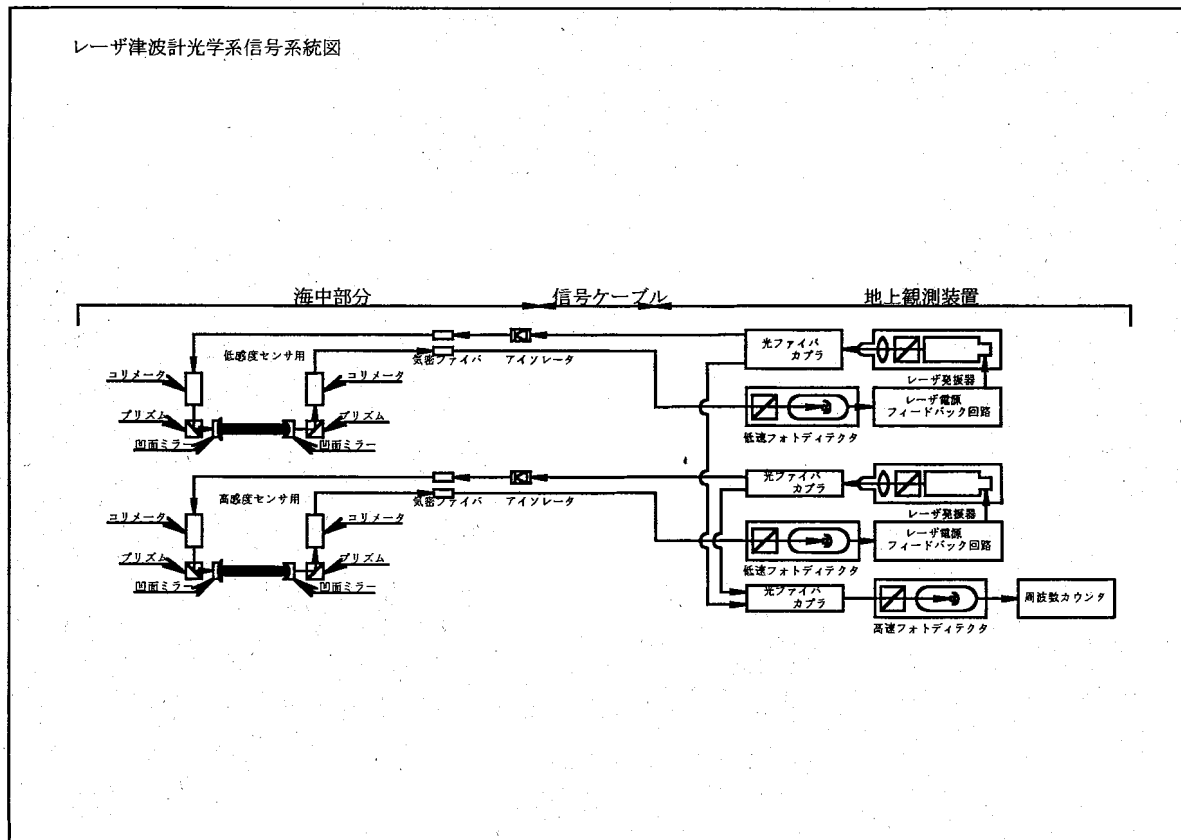 レーザ津波計光学系信号系統図
海中部分
信号ケーブル
地上観測装置
低感度センサ用
気密ファイバ
アイソレータ
光ファイバ
カプラ
レーザ発振器
コリメータ
コリメータ
レーザ電源
フィードバック回路
プリズム
プリズム
低速フォトディテクタ
凹面ミラー
凹面ミラー
高感度センサ用
気密ファイバ
アイソレータ
光ファイバ
カプラ
レーザ発振器
コリメータ
コリメータ
レーザ電源
フィードバック回路
プリズム
プリズム
低速フォトディテクタ
凹面ミラー
凹面ミラー
光ファイバ
カプラ
周波数カウンタ
高速フォトディテクタ